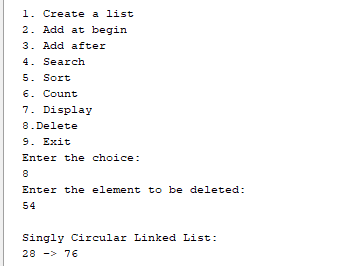 1. Create a list
2. Add at begin
3. Add after
4. Search
5. Sort
6. Count
7. Display
8.Delete
9. Exit
Enter the choice:
8
Enter the element to be deleted:
54
Singly Circular Linked List:
28 -> 76